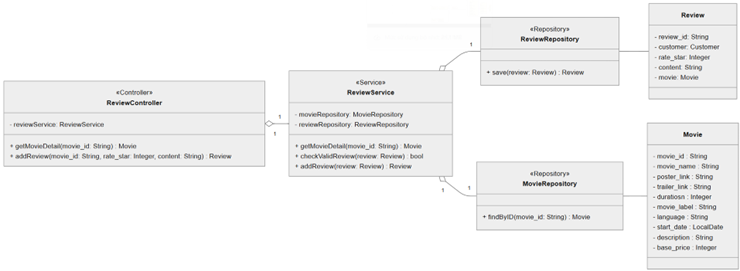 «Controller»
ReviewController
- reviewService: ReviewService
+ getMovieDetail(movie_id: String) : Movie
+ addReview(movie_id: String, rate_star: Integer, content: String) : Review
1
1
«Service»
ReviewService
- movieRepository: MovieRepository
- reviewRepository: ReviewRepository
+ getMovieDetail(movie_id: String) : Movie
+ checkValidReview(review: Review) : bool
+ addReview(review: Review) : Review
1
1
«Repository»
ReviewRepository
+ save(review: Review) : Review
Review
- review_id: String
- customer: Customer
- rate_star: Integer
- content: String
- movie: Movie
1
1
«Repository»
MovieRepository
+ findByID(movie_id: String) : Movie
Movie
- movie_id : String
- movie_name : String
- poster_link : String
- trailer_link : String
- duratiosn : Integer
- movie_label : String
- language : String
- start_date : LocalDate
- description : String
- base_price : Integer